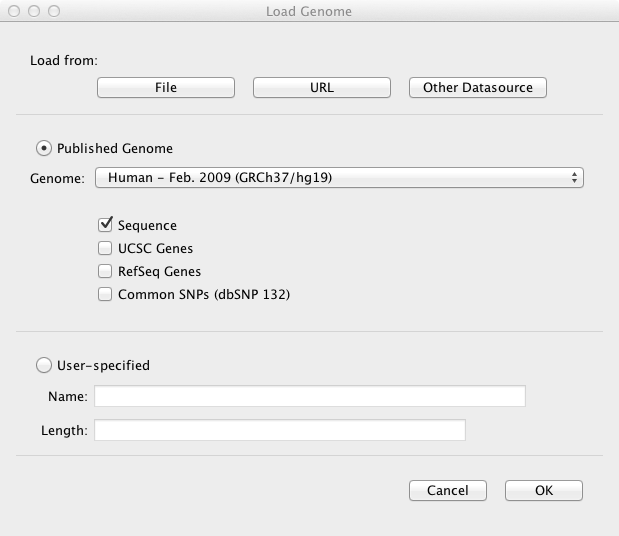 Load Genome
Load from:
File URL Other Datasource
Published Genome
Genome: Human – Feb. 2009 (GRCh37/hg19)
Sequence
UCSC Genes
RefSeq Genes
Common SNPs (dbSNP 132)
User-specified
Name:
Length:
Cancel OK